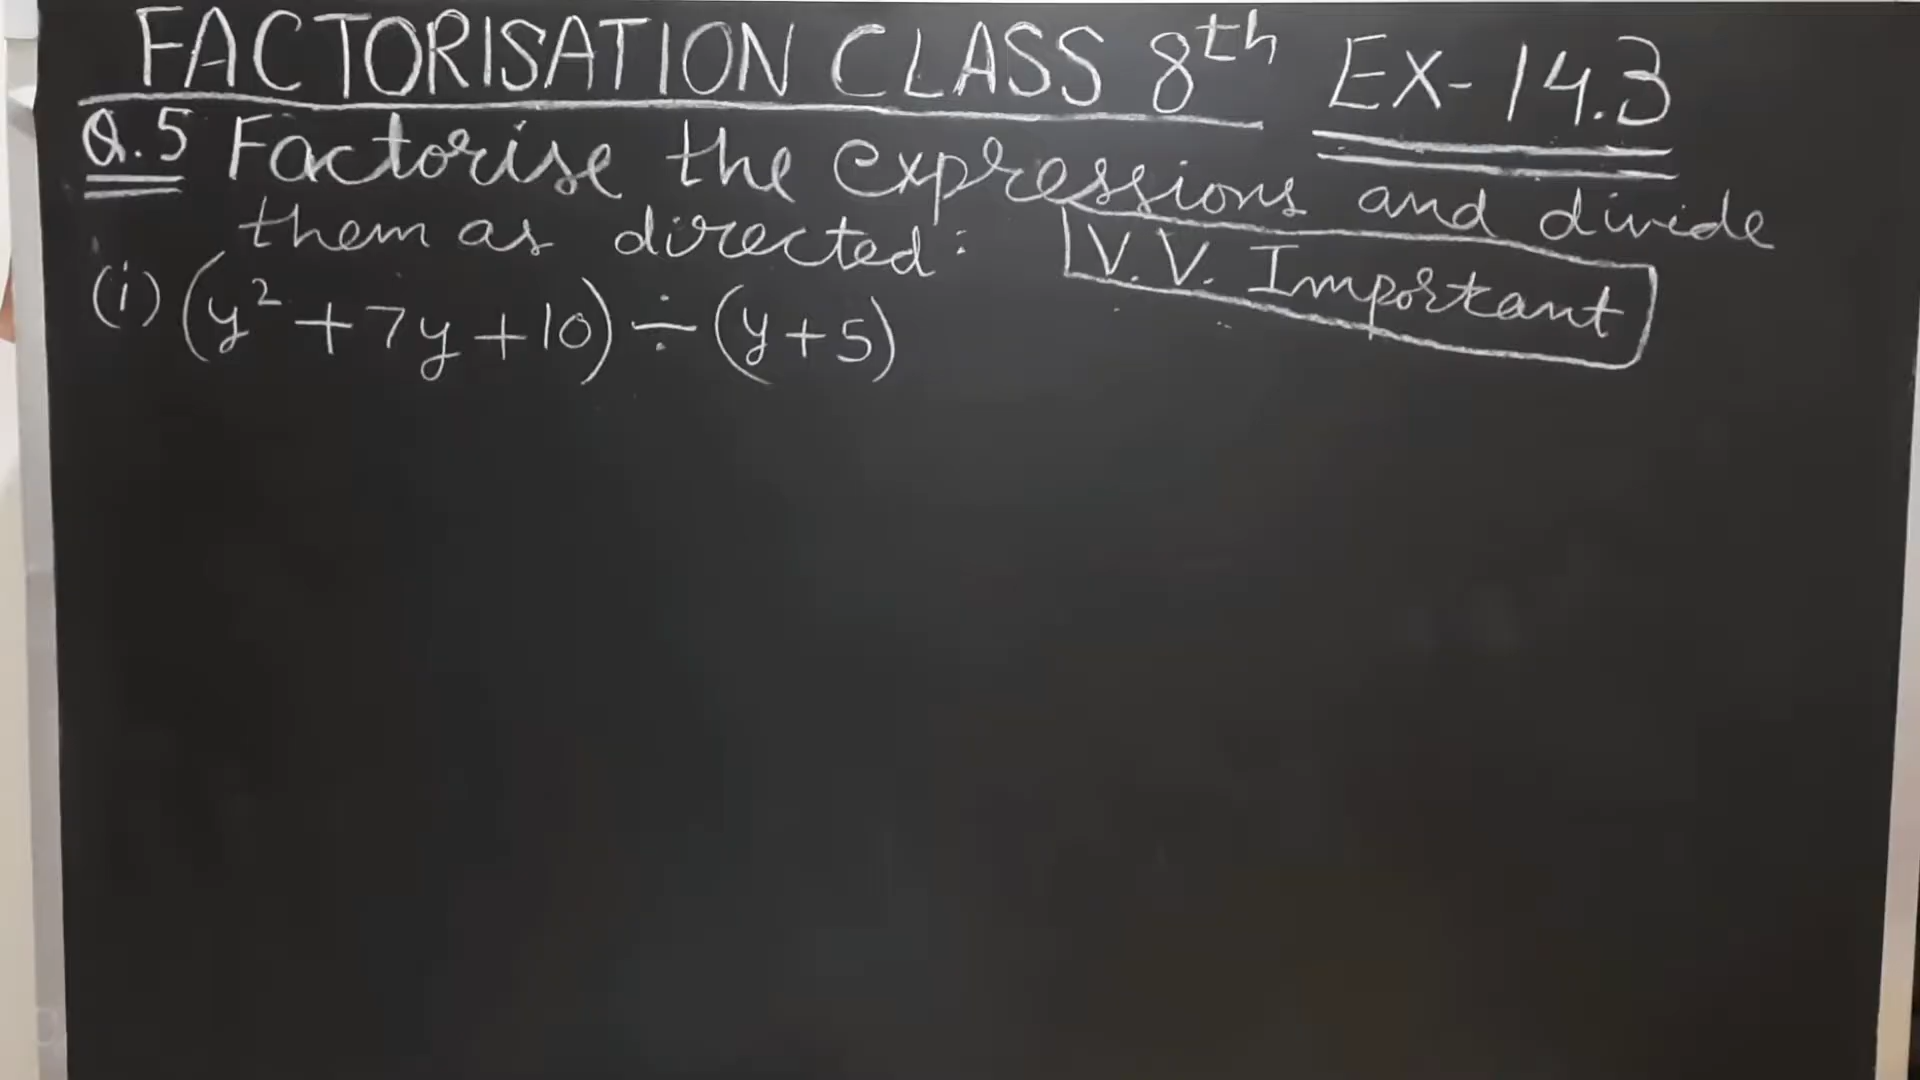 FACTORISATION CLASS 8th EX-14.3
Q.5 Factorise the expressions and divide
them as directed:
V.V. Important
(i) (y² + 7y + 10) ÷ (y + 5)